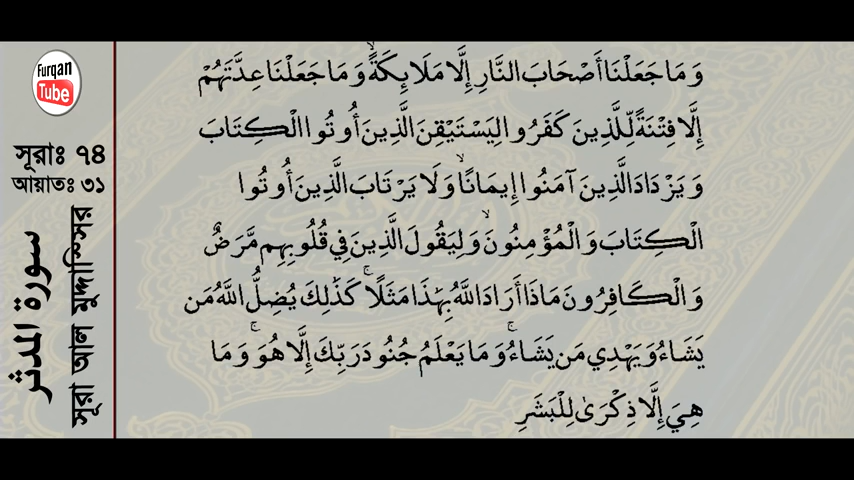 Furqan
Tube
সূরাঃ ৭৪
আয়াতঃ ৩১
سورة المدثر
সূরা আল মুদ্দাস্সির
وَمَا جَعَلْنَا أَصْحَابَ النَّارِ إِلَّا مَلَائِكَةً ۙ وَمَا جَعَلْنَا عِدَّتَهُمْ
إِلَّا فِتْنَةً لِّلَّذِينَ كَفَرُوا لِيَسْتَيْقِنَ الَّذِينَ أُوتُوا الْكِتَابَ
وَيَزْدَادَ الَّذِينَ آمَنُوا إِيمَانًا ۙ وَلَا يَرْتَابَ الَّذِينَ أُوتُوا
الْكِتَابَ وَالْمُؤْمِنُونَ ۙ وَلِيَقُولَ الَّذِينَ فِي قُلُوبِهِم مَّرَضٌ
وَالْكَافِرُونَ مَاذَا أَرَادَ اللَّهُ بِهَٰذَا مَثَلًا ۚ كَذَٰلِكَ يُضِلُّ اللَّهُ مَن
يَشَاءُ وَيَهْدِي مَن يَشَاءُ ۚ وَمَا يَعْلَمُ جُنُودَ رَبِّكَ إِلَّا هُوَ ۚ وَمَا
هِيَ إِلَّا ذِكْرَىٰ لِلْبَشَرِ